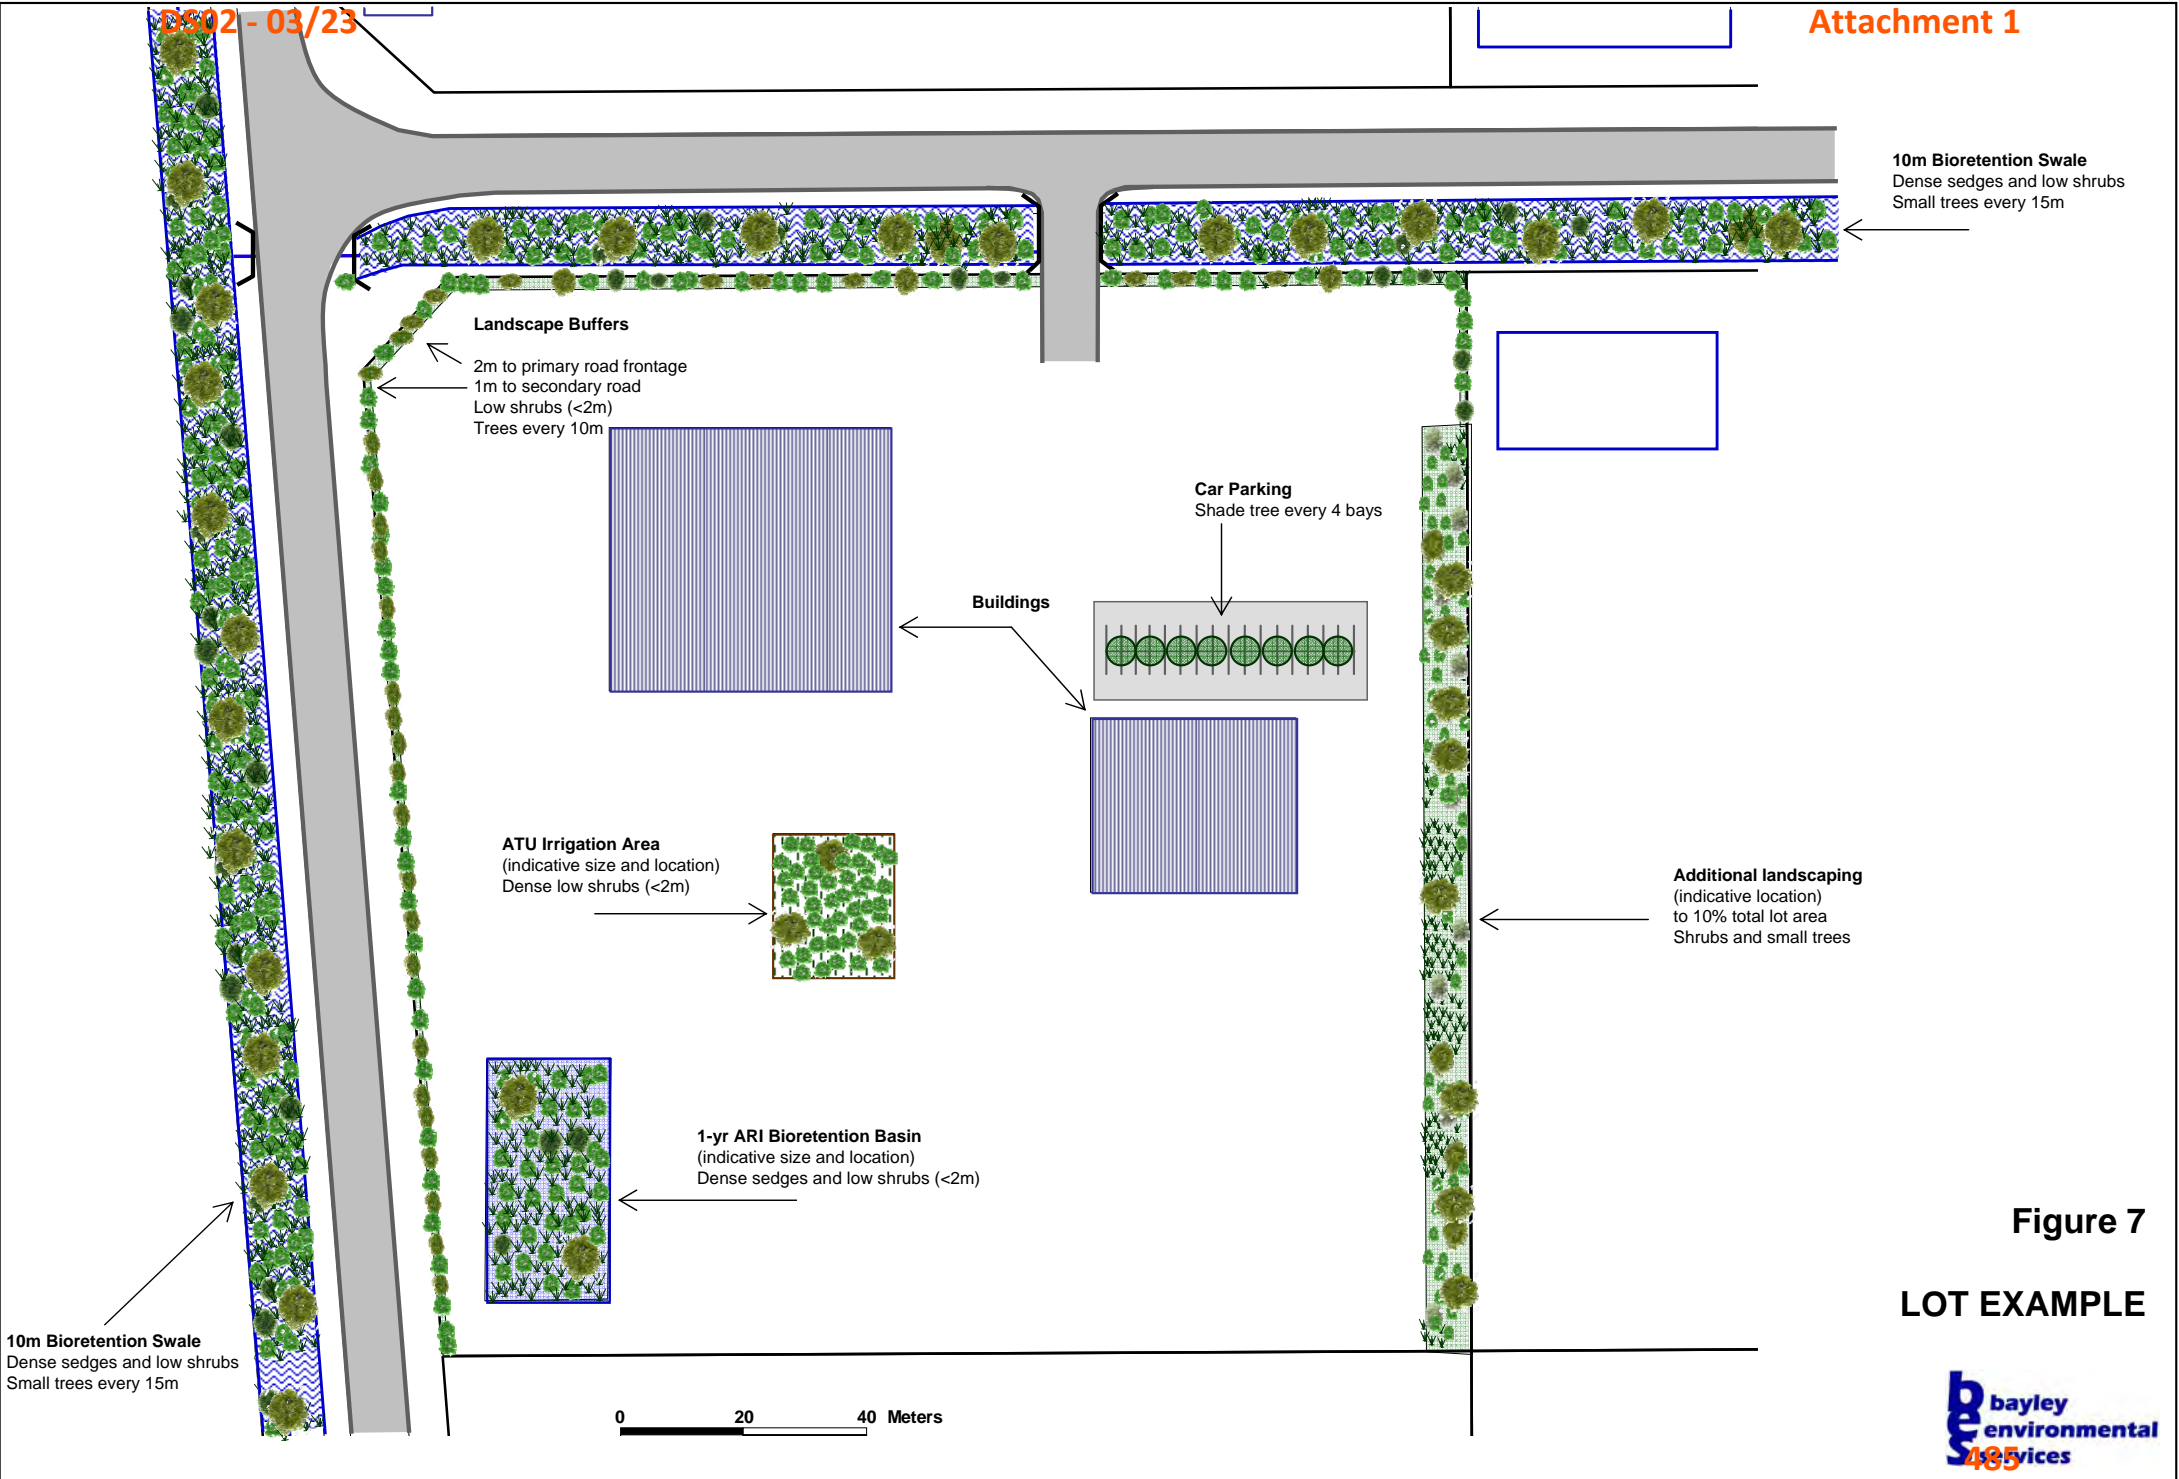 DS02 - 03/23
Attachment 1
10m Bioretention Swale
Dense sedges and low shrubs
Small trees every 15m
Landscape Buffers
2m to primary road frontage
1m to secondary road
Low shrubs (<2m)
Trees every 10m
Car Parking
Shade tree every 4 bays
Buildings
ATU Irrigation Area
(indicative size and location)
Dense low shrubs (<2m)
Additional landscaping
(indicative location)
to 10% total lot area
Shrubs and small trees
1-yr ARI Bioretention Basin
(indicative size and location)
Dense sedges and low shrubs (<2m)
10m Bioretention Swale
Dense sedges and low shrubs
Small trees every 15m
0 20 40 Meters
Figure 7
LOT EXAMPLE
bes
bayley
environmental
services
485